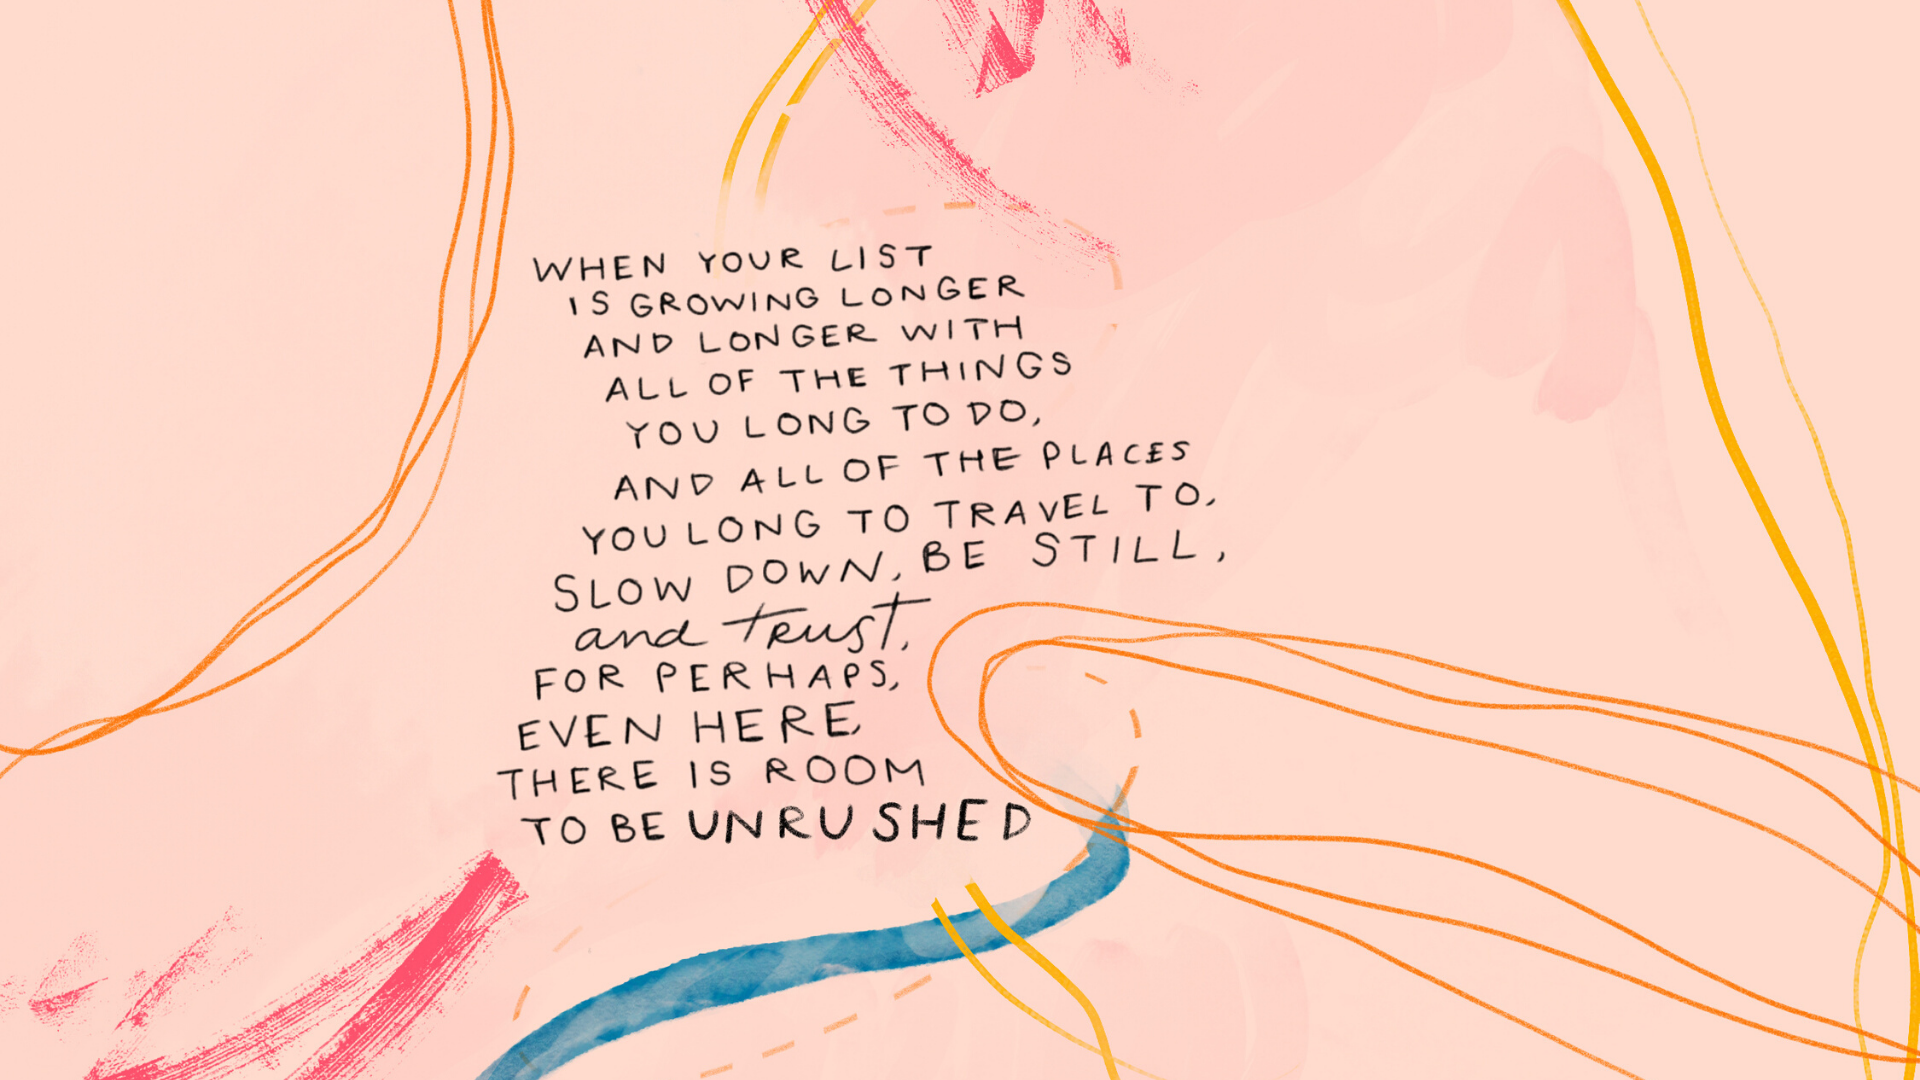 WHEN YOUR LIST
IS GROWING LONGER
AND LONGER WITH
ALL OF THE THINGS
YOU LONG TO DO,
AND ALL OF THE PLACES
YOU LONG TO TRAVEL TO,
SLOW DOWN, BE STILL,
and trust,
FOR PERHAPS,
EVEN HERE,
THERE IS ROOM
TO BE UNRUSHED